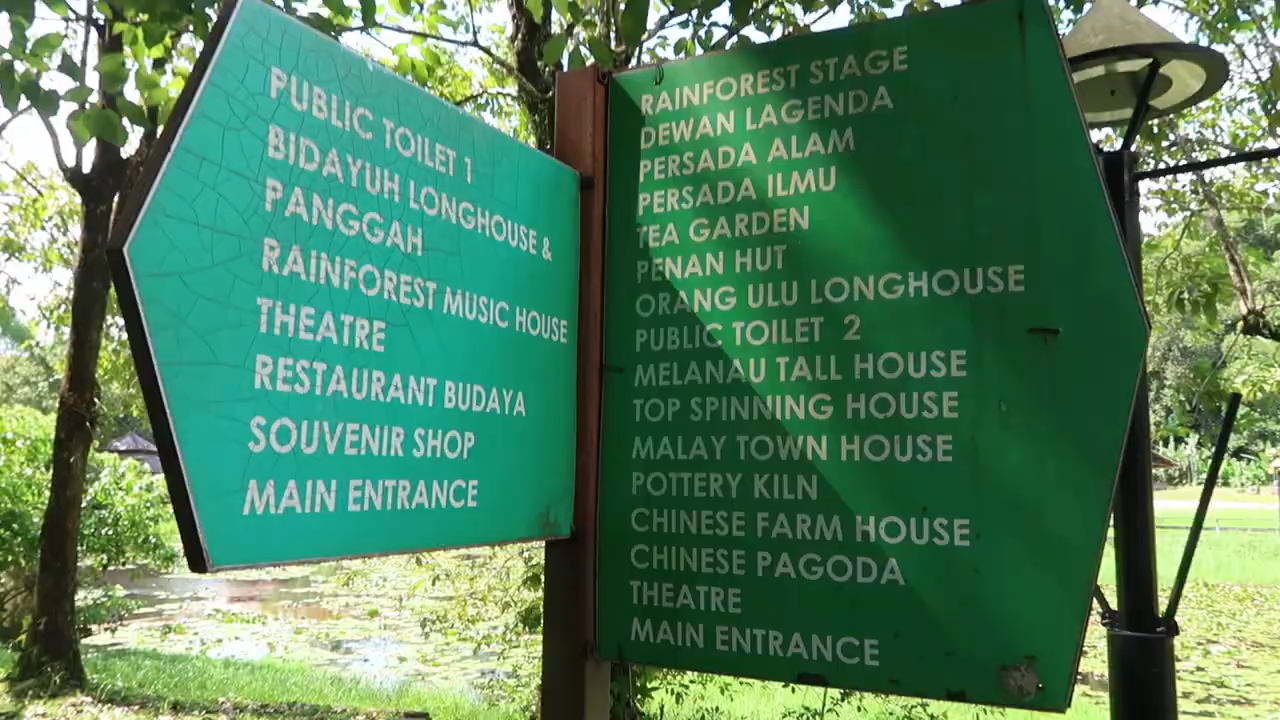 PUBLIC TOILET 1
BIDAYUH LONGHOUSE &
PANGGAH
RAINFOREST MUSIC HOUSE
THEATRE
RESTAURANT BUDAYA
SOUVENIR SHOP
MAIN ENTRANCE
RAINFOREST STAGE
DEWAN LAGENDA
PERSADA ALAM
PERSADA ILMU
TEA GARDEN
PENAN HUT
ORANG ULU LONGHOUSE
PUBLIC TOILET 2
MELANAU TALL HOUSE
TOP SPINNING HOUSE
MALAY TOWN HOUSE
POTTERY KILN
CHINESE FARM HOUSE
CHINESE PAGODA
THEATRE
MAIN ENTRANCE